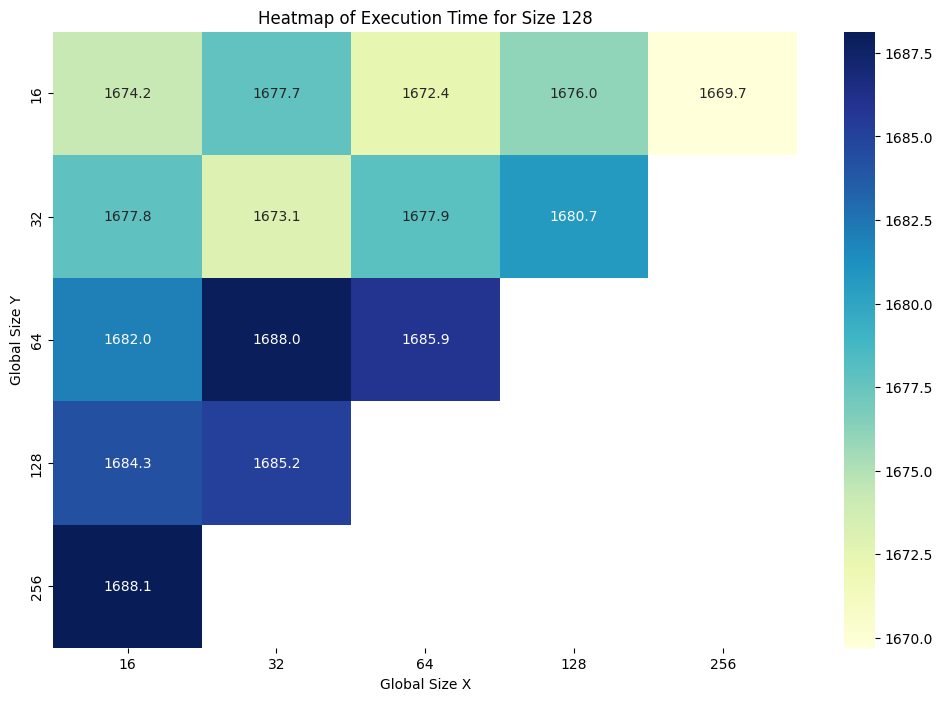 Heatmap of Execution Time for Size 128
Global Size Y
16
1674.2 1677.7 1672.4 1676.0 1669.7
32
1677.8 1673.1 1677.9 1680.7
64
1682.0 1688.0 1685.9
128
1684.3 1685.2
256
1688.1
16 32 64 128 256
Global Size X
1687.5
1685.0
1682.5
1680.0
1677.5
1675.0
1672.5
1670.0